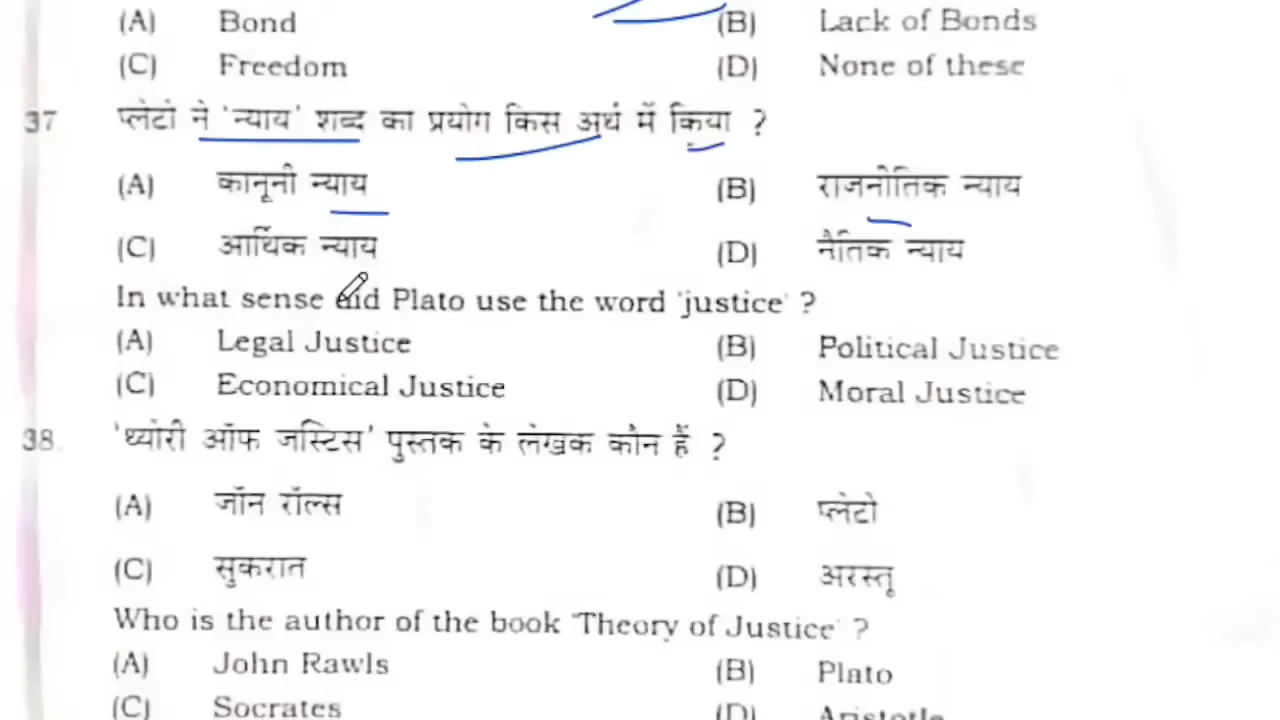 (A) Bond (B) Lack of Bonds
(C) Freedom (D) None of these
37. प्लेटो ने 'न्याय' शब्द का प्रयोग किस अर्थ में किया ?
(A) कानूनी न्याय (B) राजनीतिक न्याय
(C) आर्थिक न्याय (D) नैतिक न्याय
In what sense did Plato use the word 'justice' ?
(A) Legal Justice (B) Political Justice
(C) Economical Justice (D) Moral Justice
38. 'थ्योरी ऑफ जस्टिस' पुस्तक के लेखक कौन हैं ?
(A) जॉन रॉल्स (B) प्लेटो
(C) सुकरात (D) अरस्तू
Who is the author of the book 'Theory of Justice' ?
(A) John Rawls (B) Plato
(C) Socrates (D) Aristotle